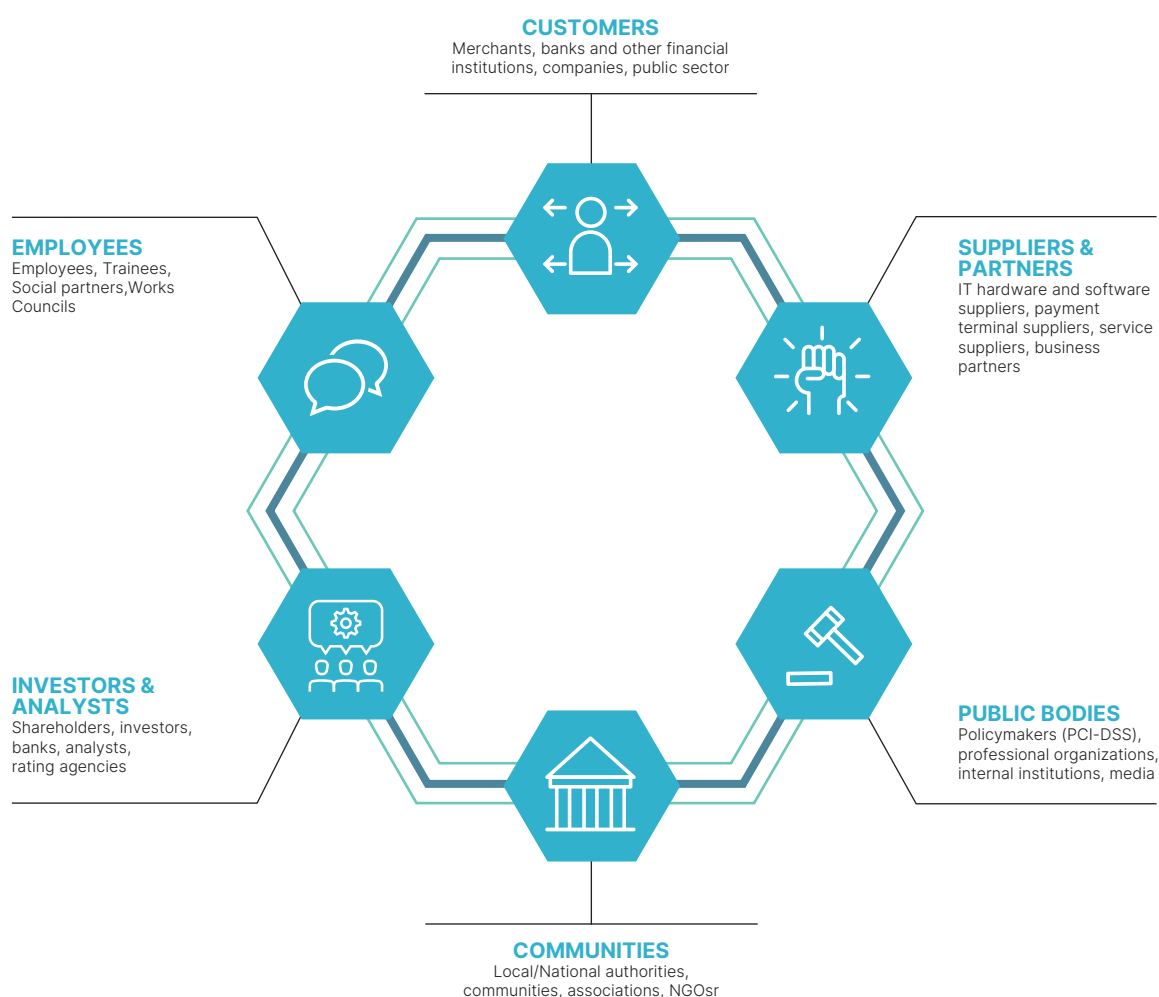 CUSTOMERS
Merchants, banks and other financial
institutions, companies, public sector
EMPLOYEES
Employees, Trainees,
Social partners,Works
Councils
SUPPLIERS &
PARTNERS
IT hardware and software
suppliers, payment
terminal suppliers, service
suppliers, business
partners
INVESTORS &
ANALYSTS
Shareholders, investors,
banks, analysts,
rating agencies
PUBLIC BODIES
Policymakers (PCI-DSS),
professional organizations,
internal institutions, media
COMMUNITIES
Local/National authorities,
communities, associations, NGOsr